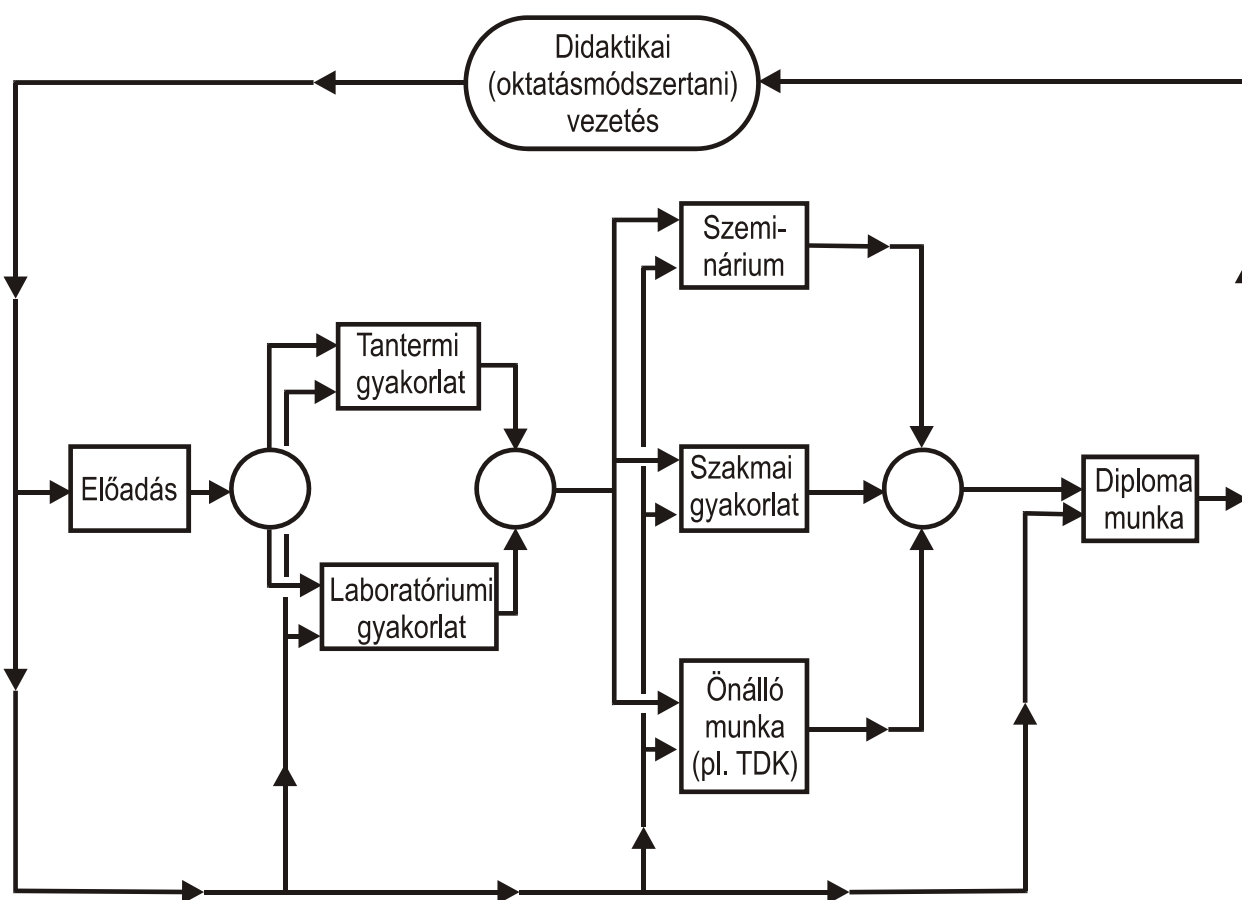 Didaktikai
(oktatásmódszertani)
vezetés
Szemi-
nárium
Tantermi
gyakorlat
Előadás
Szakmai
gyakorlat
Diploma
munka
Laboratóriumi
gyakorlat
Önálló
munka
(pl. TDK)